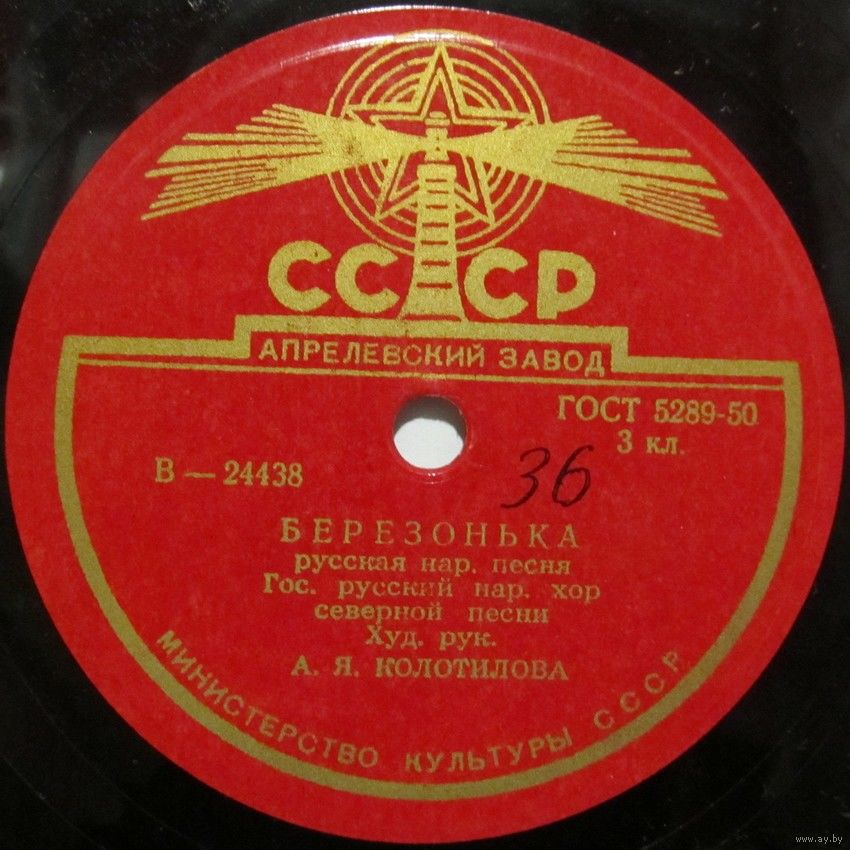 СССР
АПРЕЛЕВСКИЙ ЗАВОД
ГОСТ 5289-50
3 кл.
В — 24438
36
БЕРЕЗОНЬКА
русская нар. песня
Гос. русский нар. хор
северной песни
Худ. рук.
А. Я. КОЛОТИЛОВА
МИНИСТЕРСТВО КУЛЬТУРЫ СССР
www.ay.by